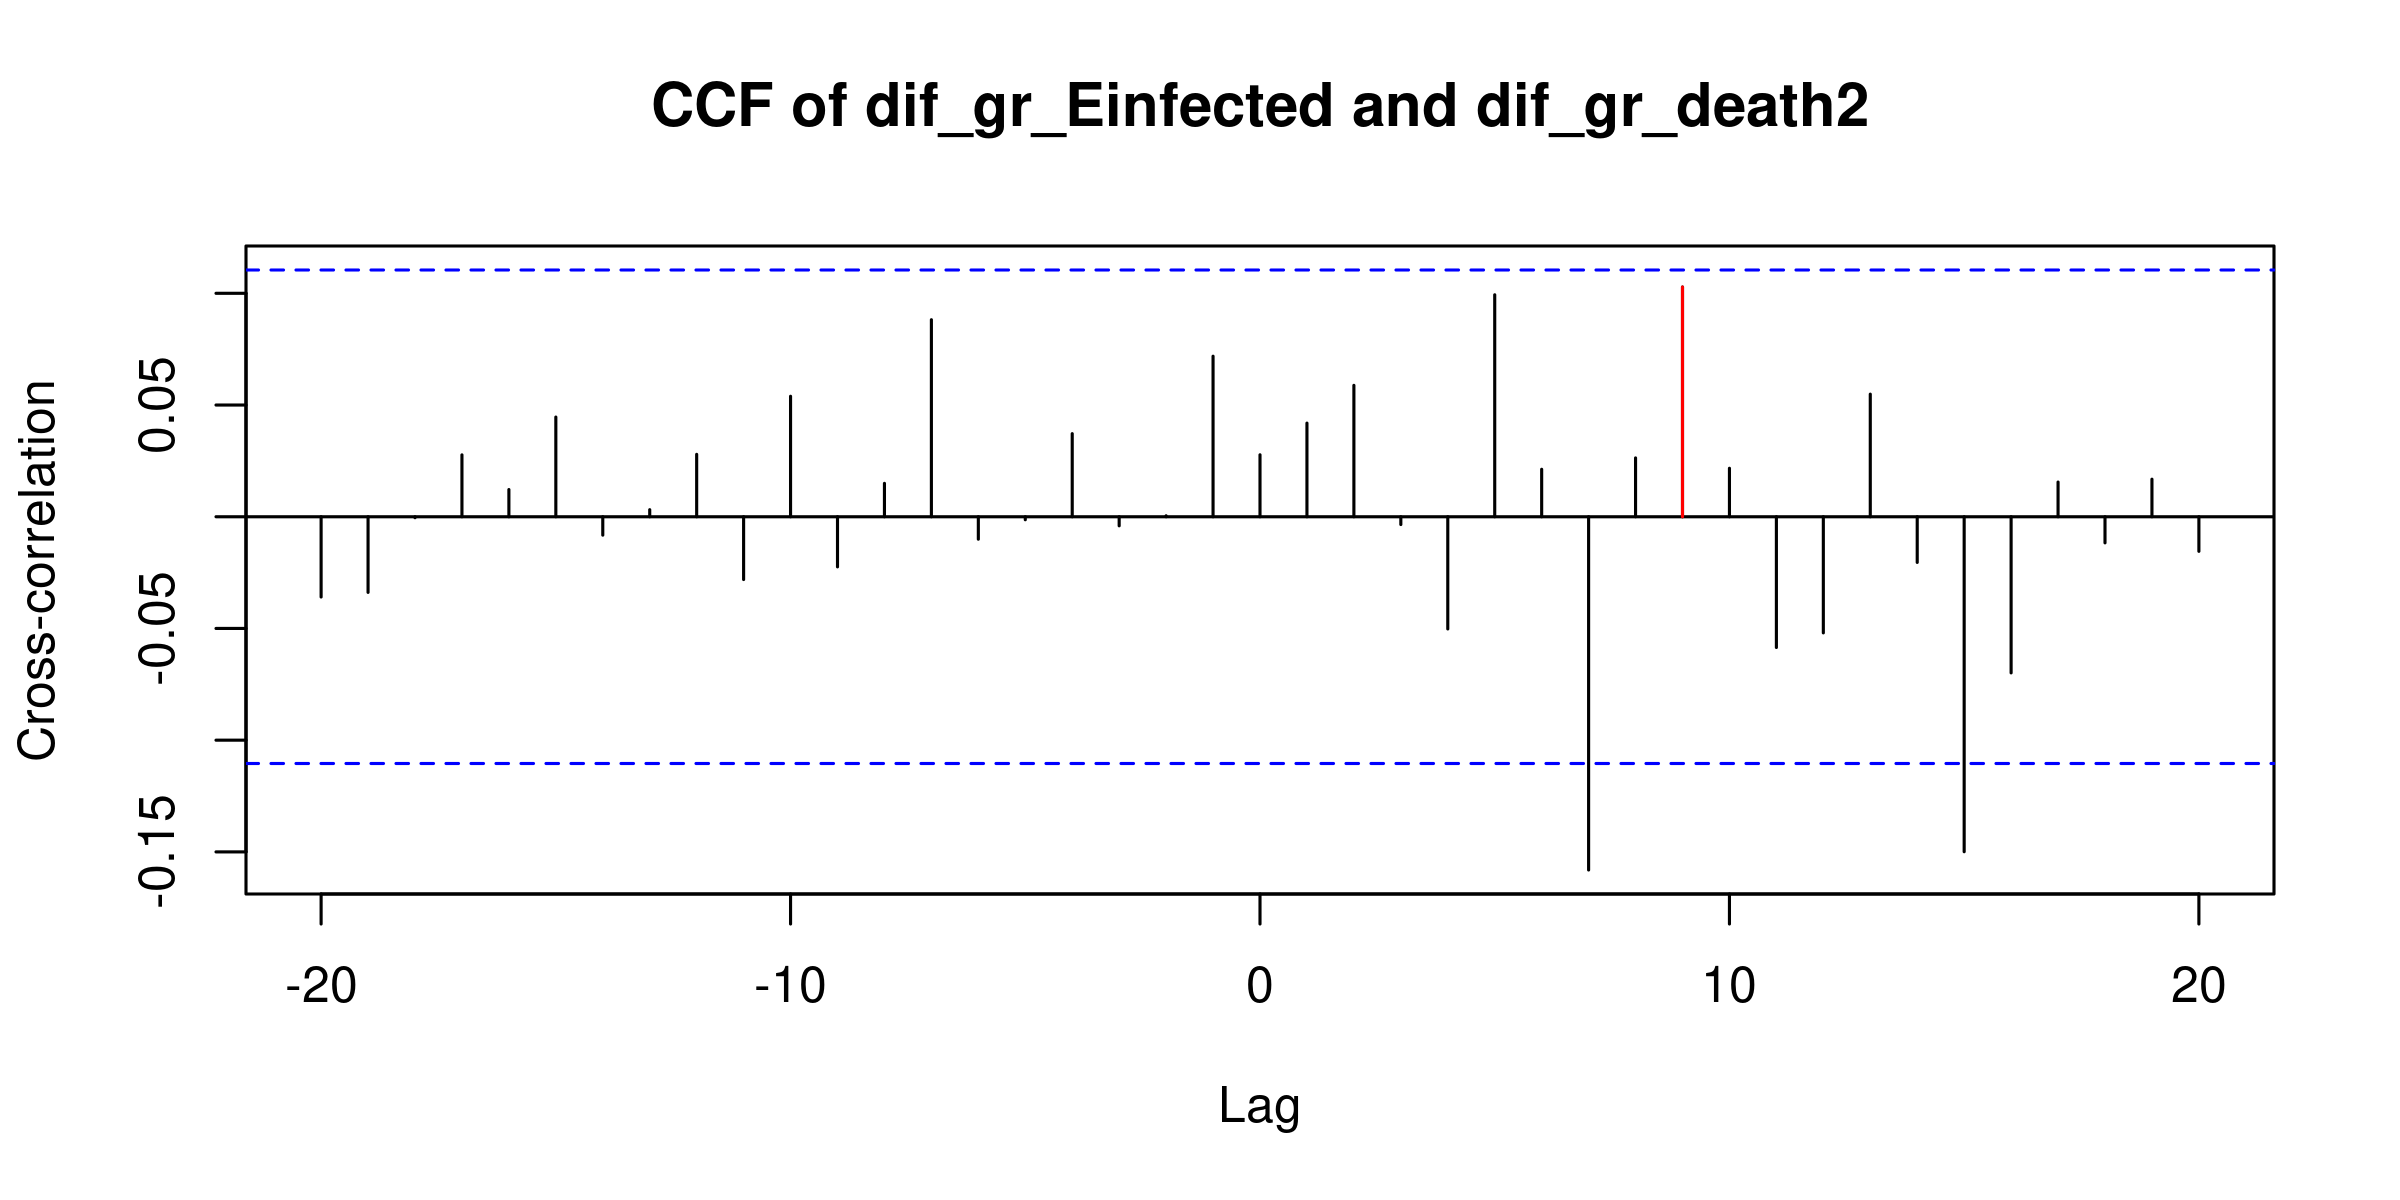 CCF of dif_gr_Einfected and dif_gr_death2
Cross-correlation
0.05
-0.05
-0.15
-20 -10 0 10 20
Lag